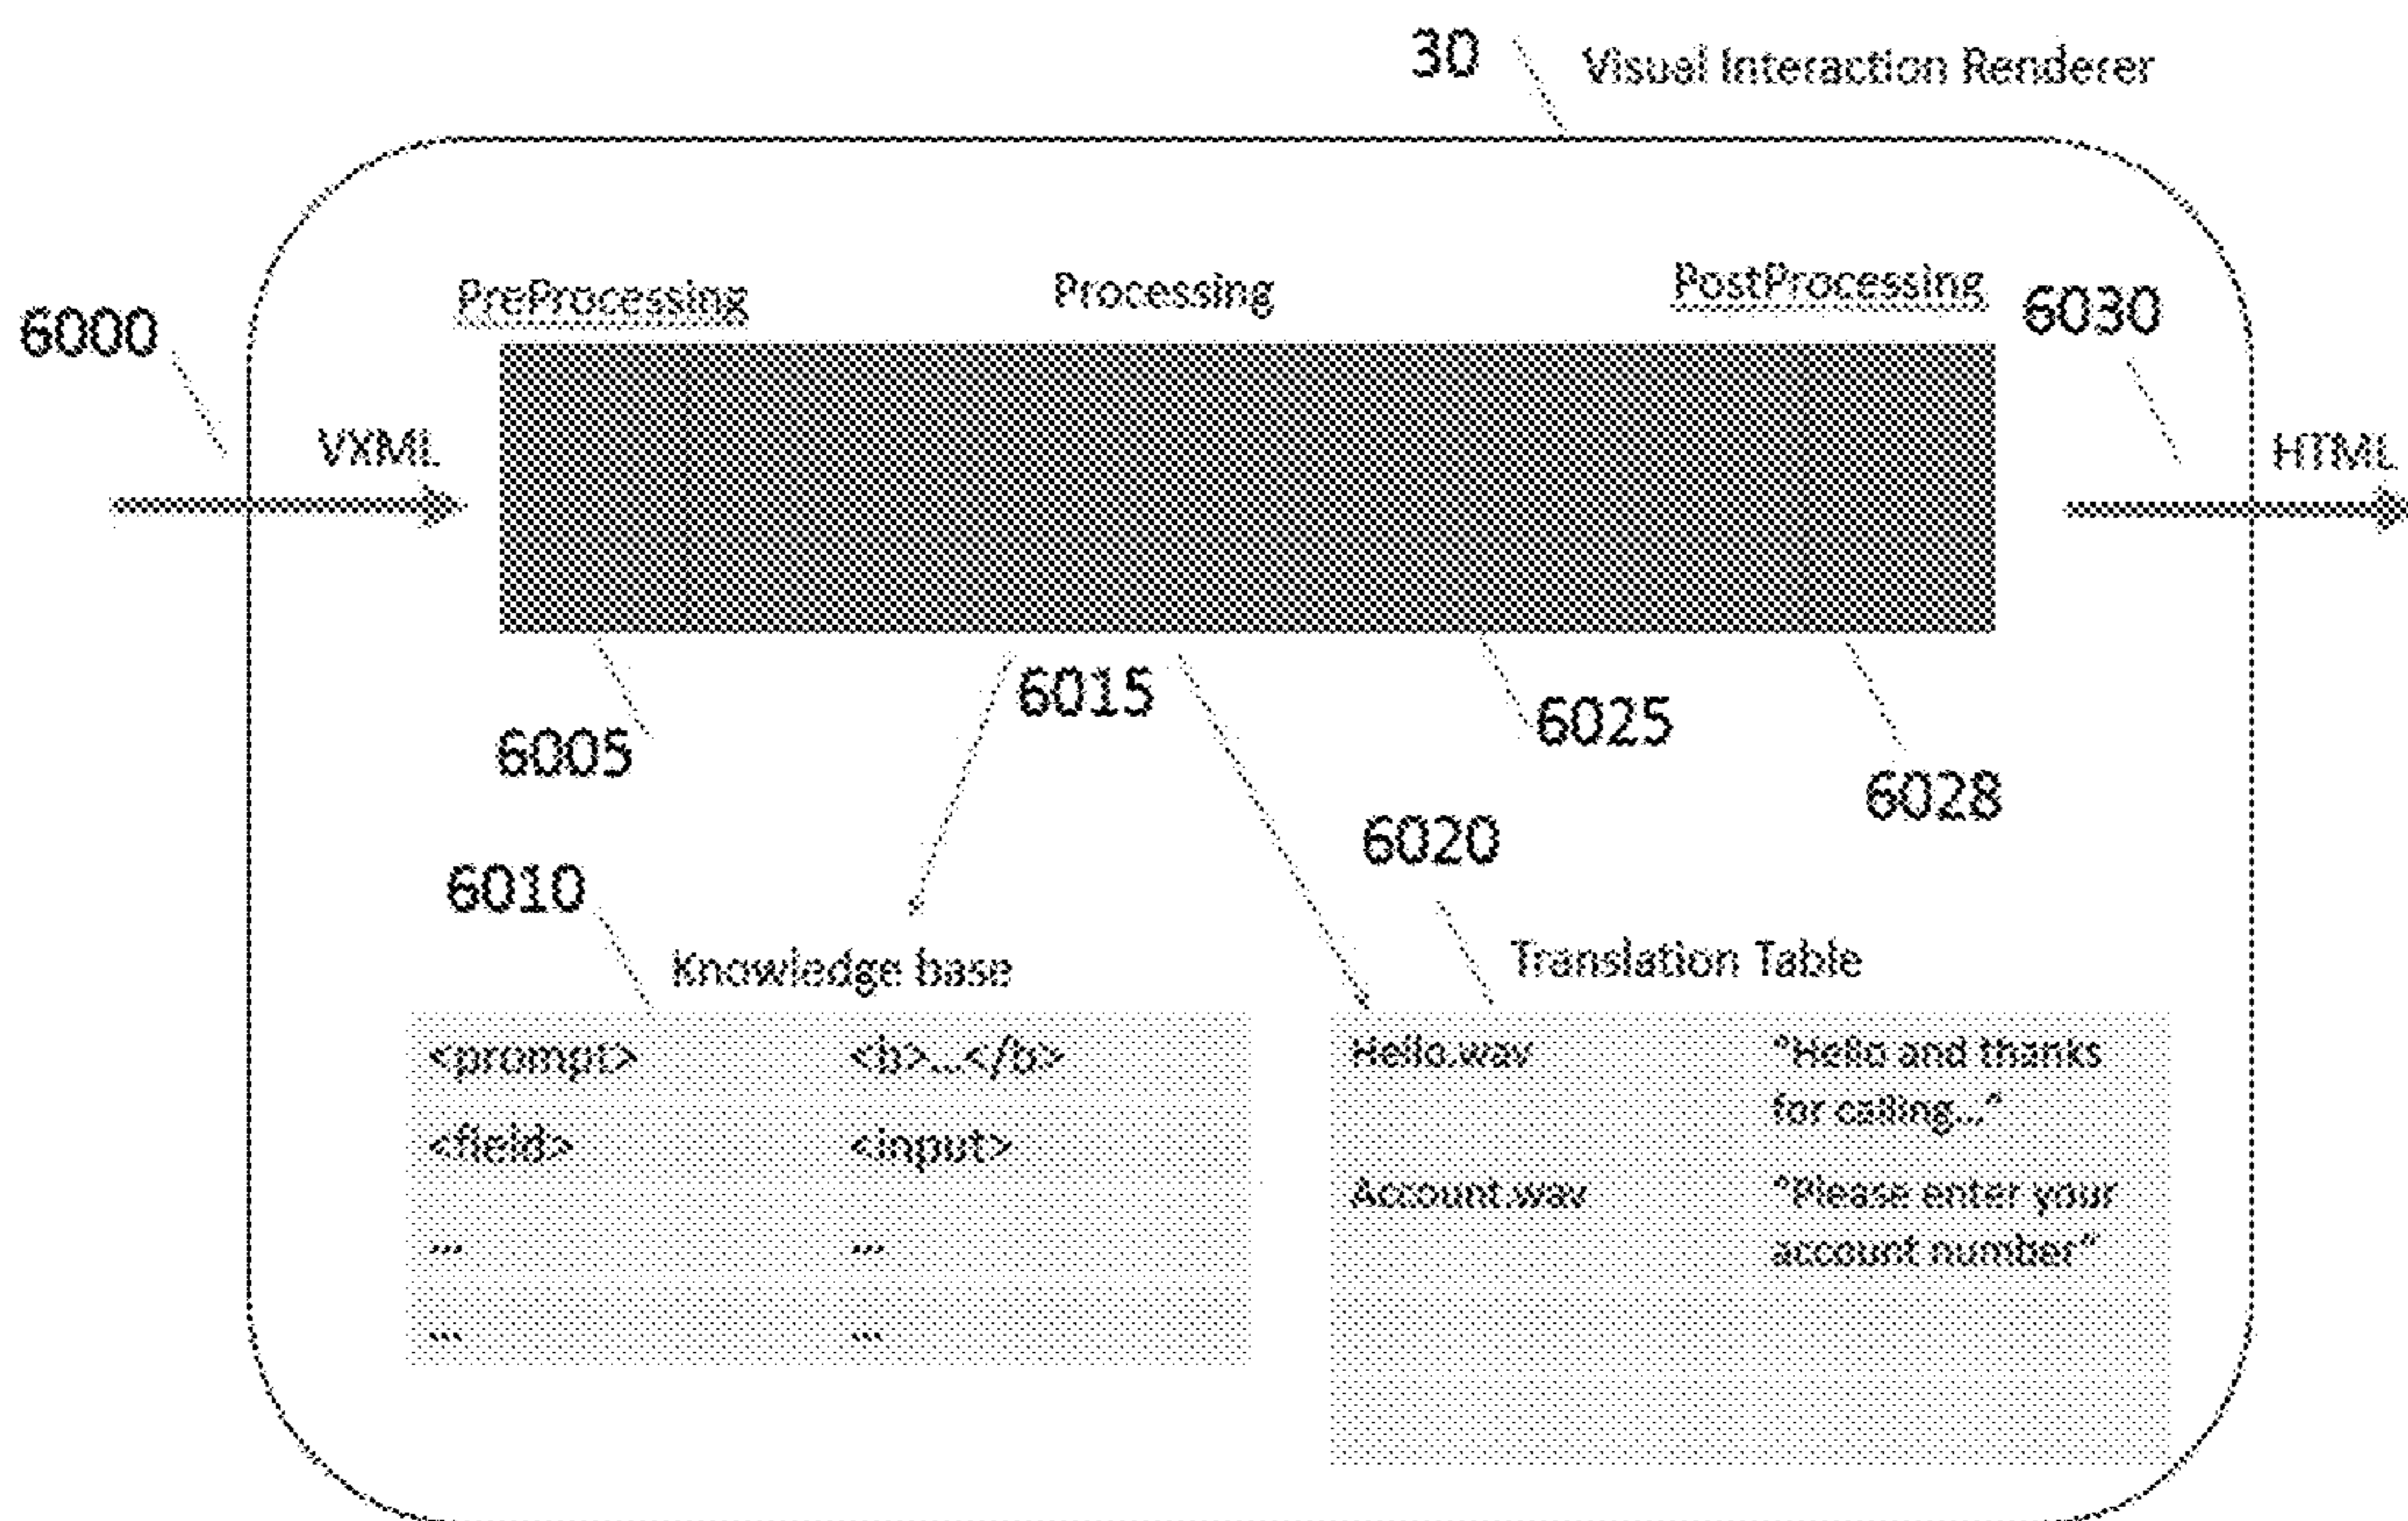 30 Visual Interaction Renderer
PreProcessing Processing PostProcessing
6000 6030
VXML HTML
6015
6005 6025
6028
6020
6010
Knowledge base Translation Table
<prompt> <b>...</b> Hello.wav "Hello and thanks
for calling..."
<field> <input>
Account.wav "Please enter your
... ... account number"
... ...